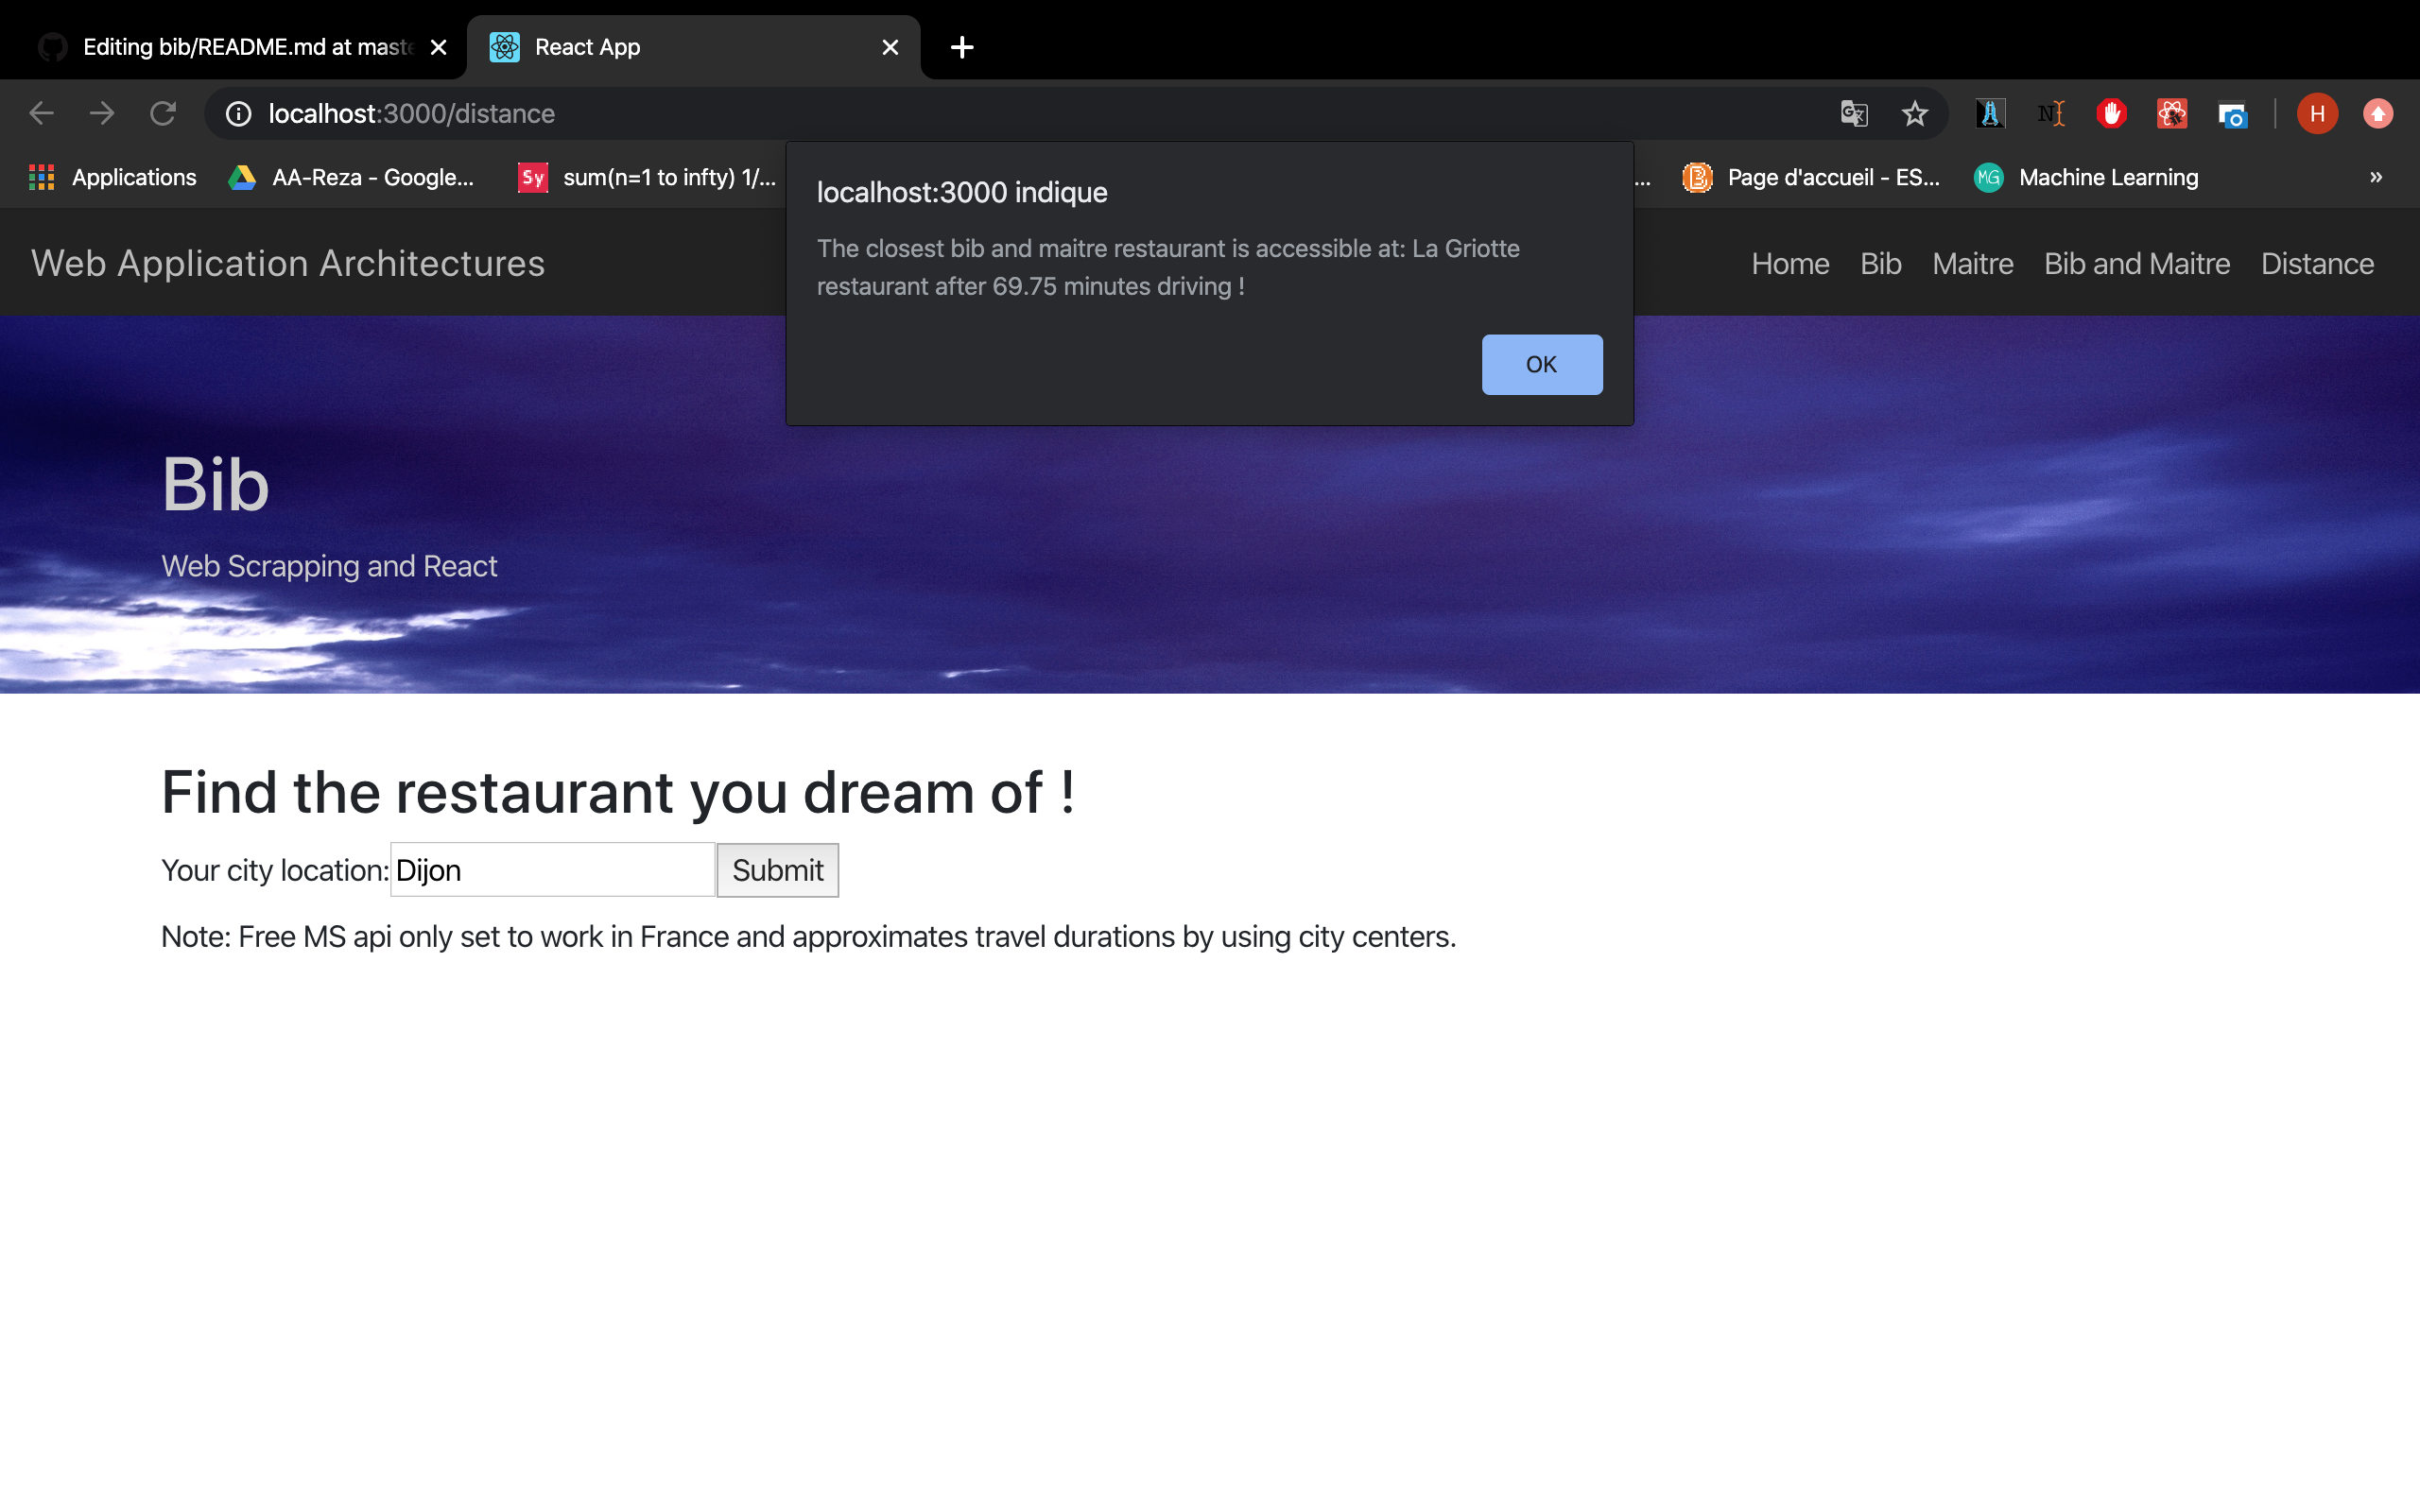 Editing bib/README.md at maste
React App
localhost:3000/distance
H
Applications
AA-Reza - Google...
Sy
sum(n=1 to infty) 1/...
...
Page d'accueil - ES...
MG
Machine Learning
»
localhost:3000 indique
The closest bib and maitre restaurant is accessible at: La Griotte
restaurant after 69.75 minutes driving !
OK
Web Application Architectures
Home
Bib
Maitre
Bib and Maitre
Distance
Bib
Web Scrapping and React
Find the restaurant you dream of !
Your city location: Dijon Submit
Note: Free MS api only set to work in France and approximates travel durations by using city centers.